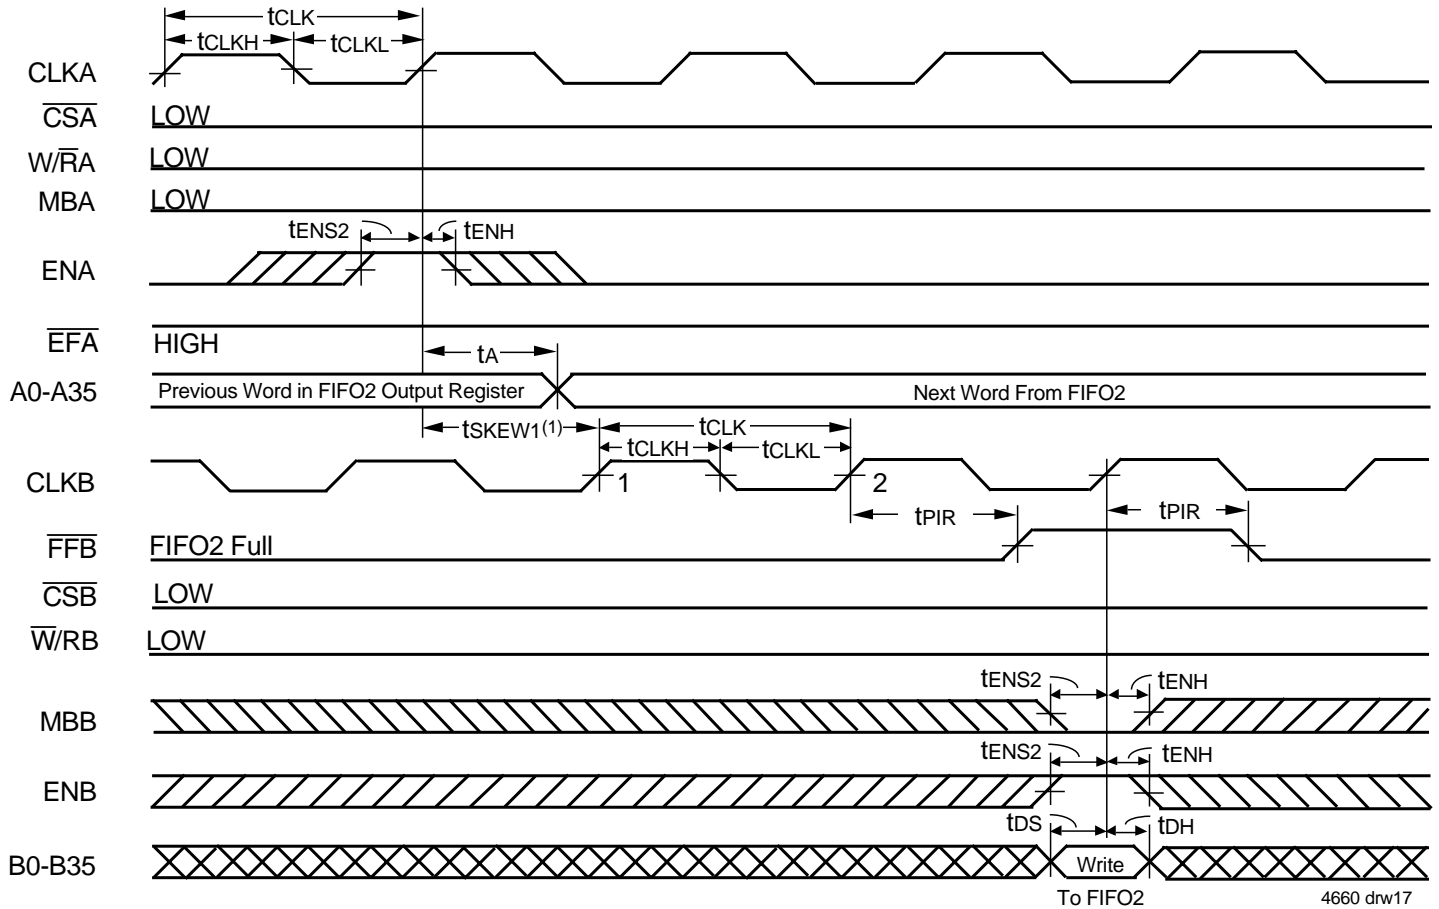 tCLK
tCLKH tCLKL
CLKA
CSA LOW
W/RA LOW
MBA LOW
tENS2 tENH
ENA
EFA HIGH
tA
A0-A35 Previous Word in FIFO2 Output Register Next Word From FIFO2
tSKEW1(1) tCLK
tCLKH tCLKL
CLKB 1 2
tPIR tPIR
FFB FIFO2 Full
CSB LOW
W/RB LOW
tENS2 tENH
MBB
tENS2 tENH
ENB
tDS tDH
B0-B35 Write
To FIFO2 4660 drw17